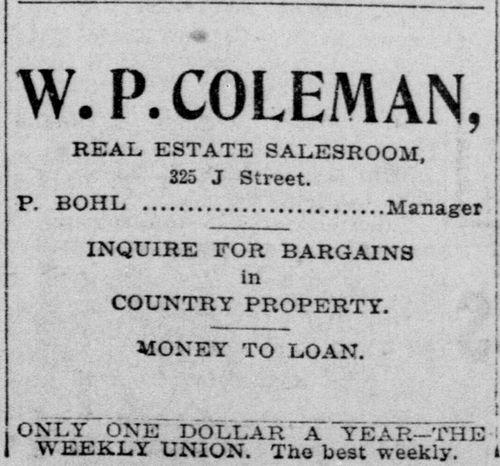 W. P. COLEMAN,
REAL ESTATE SALESROOM,
325 J Street.
P. BOHL ...........................Manager
INQUIRE FOR BARGAINS
in
COUNTRY PROPERTY.
MONEY TO LOAN.
ONLY ONE DOLLAR A YEAR—THE
WEEKLY UNION. The best weekly.